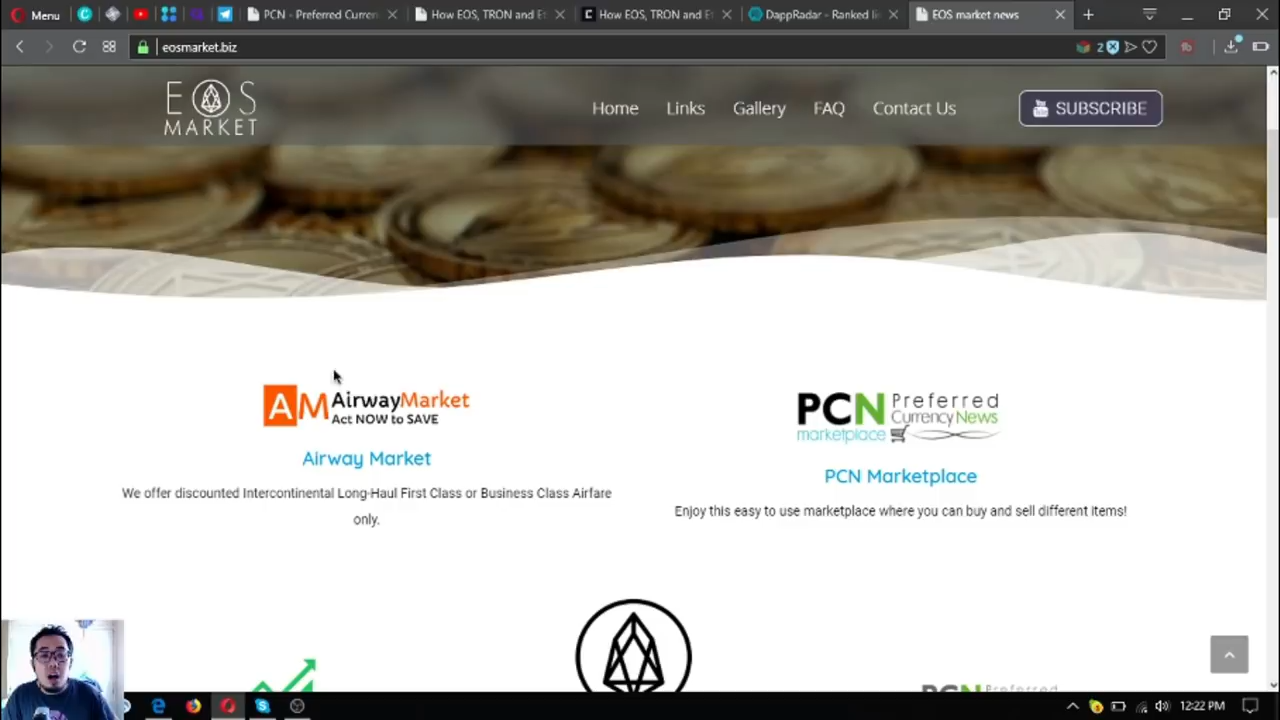 Menu
PCN - Preferred Curren
How EOS, TRON and Et
How EOS, TRON and Et
DappRadar - Ranked li
EOS market news
eosmarket.biz
2
EOS
MARKET
Home
Links
Gallery
FAQ
Contact Us
SUBSCRIBE
AM AirwayMarket
Act NOW to SAVE
PCN Preferred
Currency News
marketplace
Airway Market
PCN Marketplace
We offer discounted Intercontinental Long-Haul First Class or Business Class Airfare
only.
Enjoy this easy to use marketplace where you can buy and sell different items!
12:22 PM